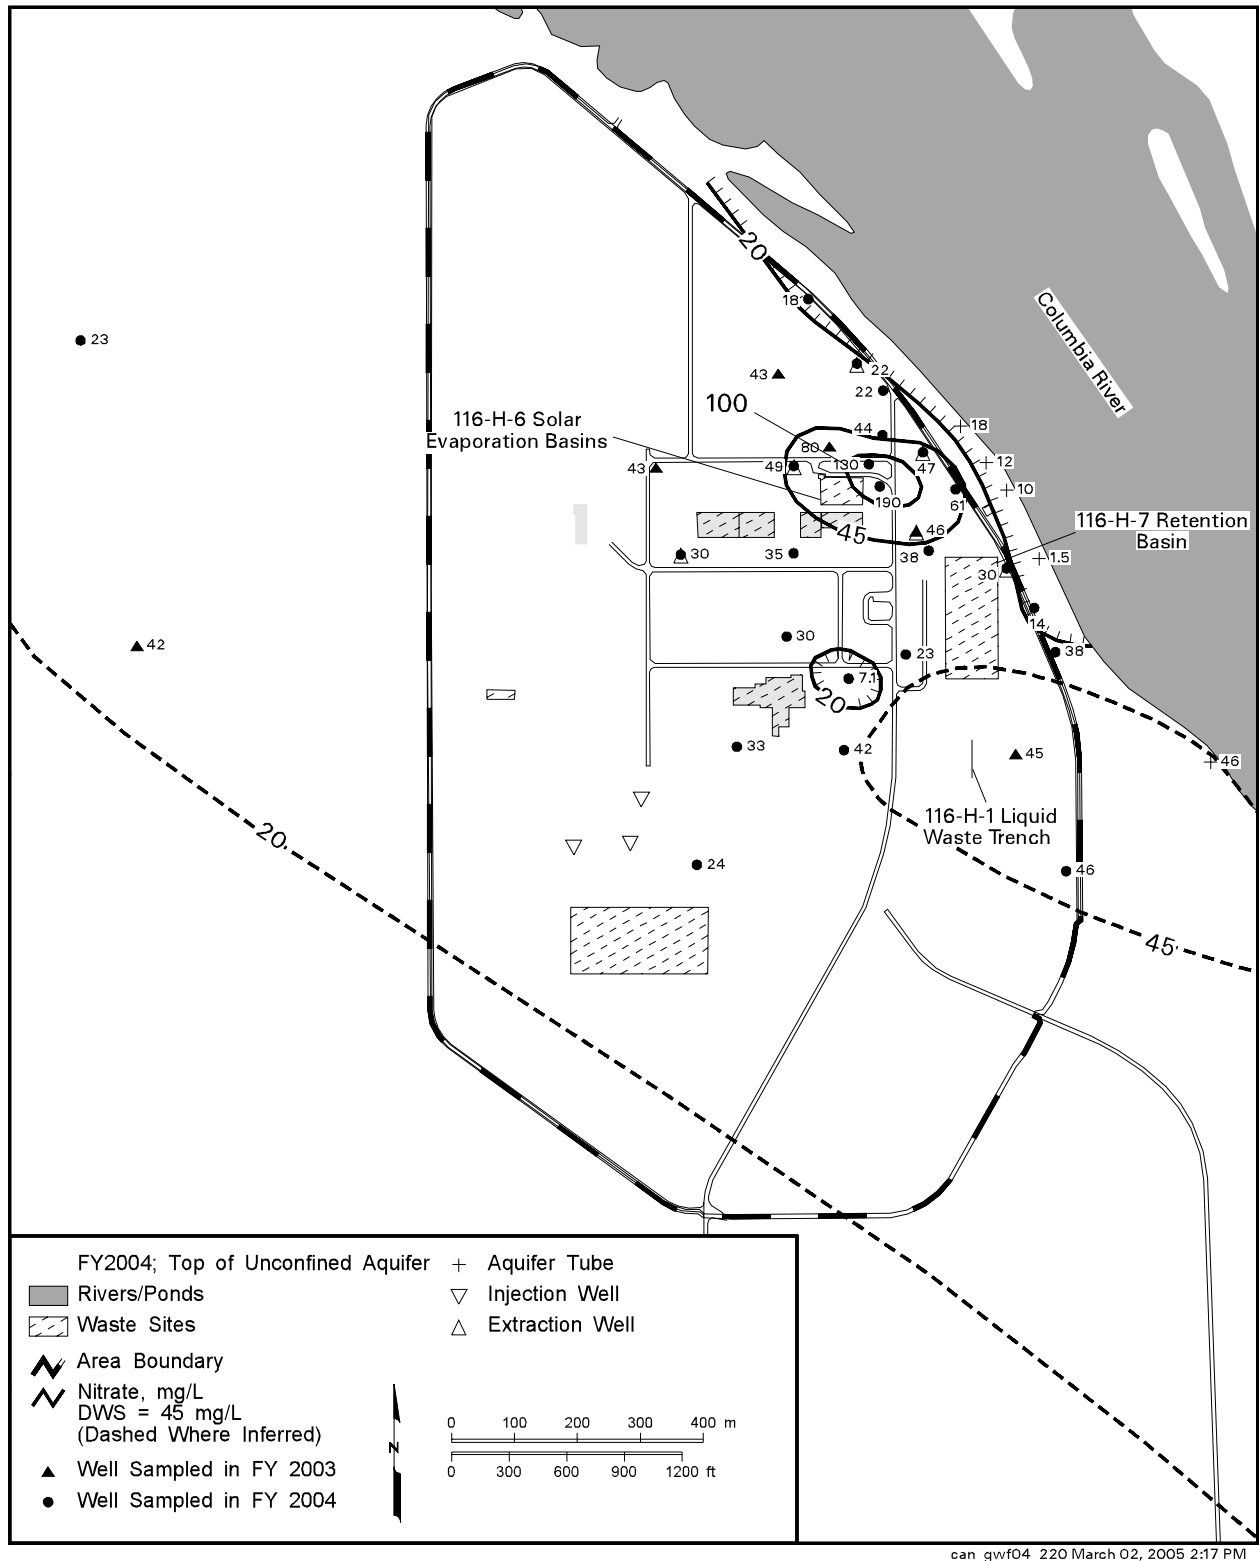 20
18
23
Columbia River
22
43
22
100
116-H-6 Solar
Evaporation Basins
44
18
80
43
49
130
47
12
190
61
10
45
46
116-H-7 Retention
Basin
30
35
38
1.5
30
14
30
23
38
42
7.1
20
33
42
45
46
116-H-1 Liquid
Waste Trench
20
24
46
45
FY2004; Top of Unconfined Aquifer
Rivers/Ponds
Waste Sites
Area Boundary
Nitrate, mg/L
DWS = 45 mg/L
(Dashed Where Inferred)
Well Sampled in FY 2003
Well Sampled in FY 2004
Aquifer Tube
Injection Well
Extraction Well
N
0 100 200 300 400 m
0 300 600 900 1200 ft
can_gwf04_220 March 02, 2005 2:17 PM